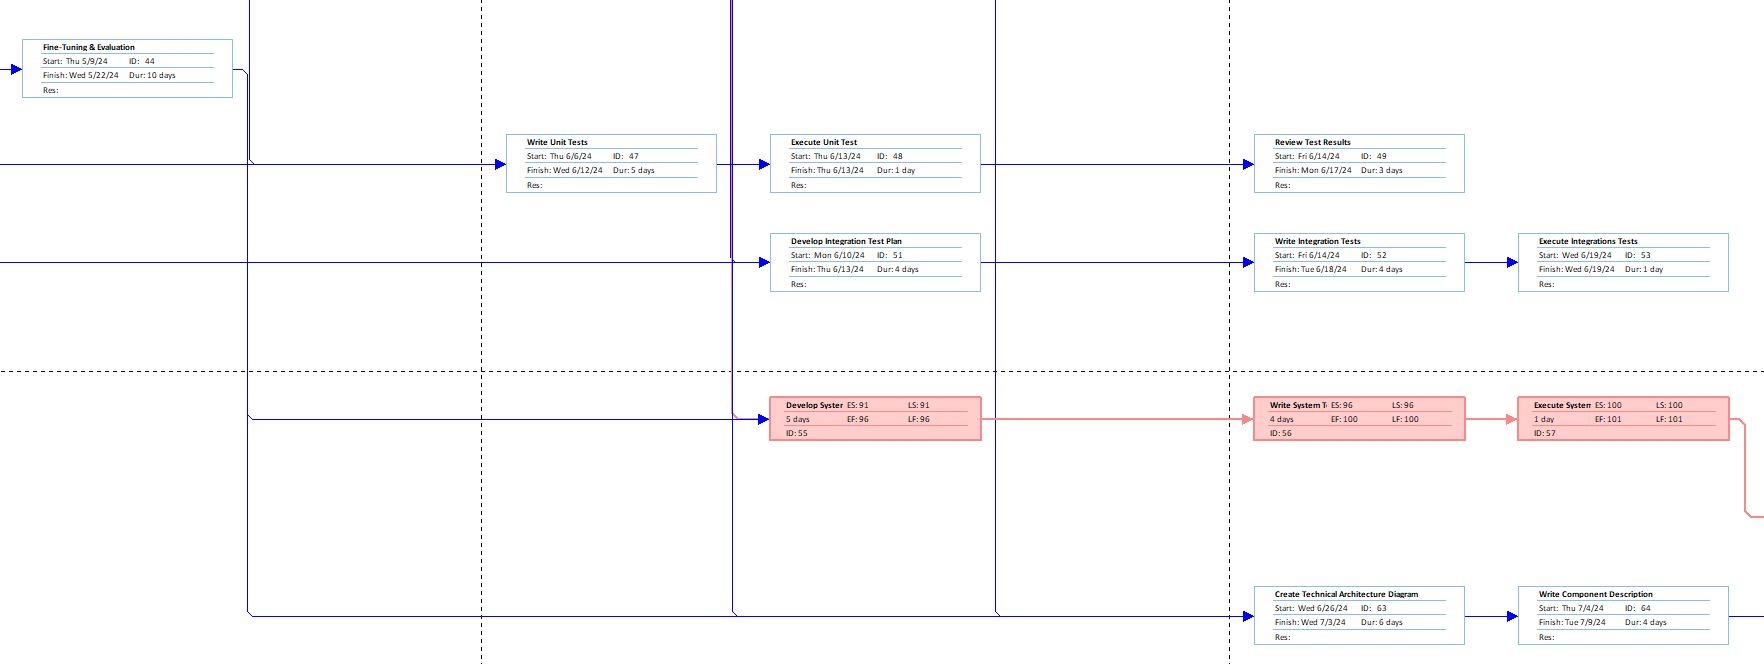 Fine-Tuning & Evaluation
Start: Thu 5/9/24 ID: 44
Finish: Wed 5/22/24 Dur: 10 days
Res:
Write Unit Tests
Start: Thu 6/6/24 ID: 47
Finish: Wed 6/12/24 Dur: 5 days
Res:
Execute Unit Test
Start: Thu 6/13/24 ID: 48
Finish: Thu 6/13/24 Dur: 1 day
Res:
Review Test Results
Start: Fri 6/14/24 ID: 49
Finish: Mon 6/17/24 Dur: 3 days
Res:
Develop Integration Test Plan
Start: Mon 6/10/24 ID: 51
Finish: Thu 6/13/24 Dur: 4 days
Res:
Write Integration Tests
Start: Fri 6/14/24 ID: 52
Finish: Tue 6/18/24 Dur: 4 days
Res:
Execute Integrations Tests
Start: Wed 6/19/24 ID: 53
Finish: Wed 6/19/24 Dur: 1 day
Res:
Develop Syster ES: 91 LS: 91
5 days EF: 96 LF: 96
ID: 55
Write System T ES: 96 LS: 96
4 days EF: 100 LF: 100
ID: 56
Execute System ES: 100 LS: 100
1 day EF: 101 LF: 101
ID: 57
Create Technical Architecture Diagram
Start: Wed 6/26/24 ID: 63
Finish: Wed 7/3/24 Dur: 6 days
Res:
Write Component Description
Start: Thu 7/4/24 ID: 64
Finish: Tue 7/9/24 Dur: 4 days
Res: